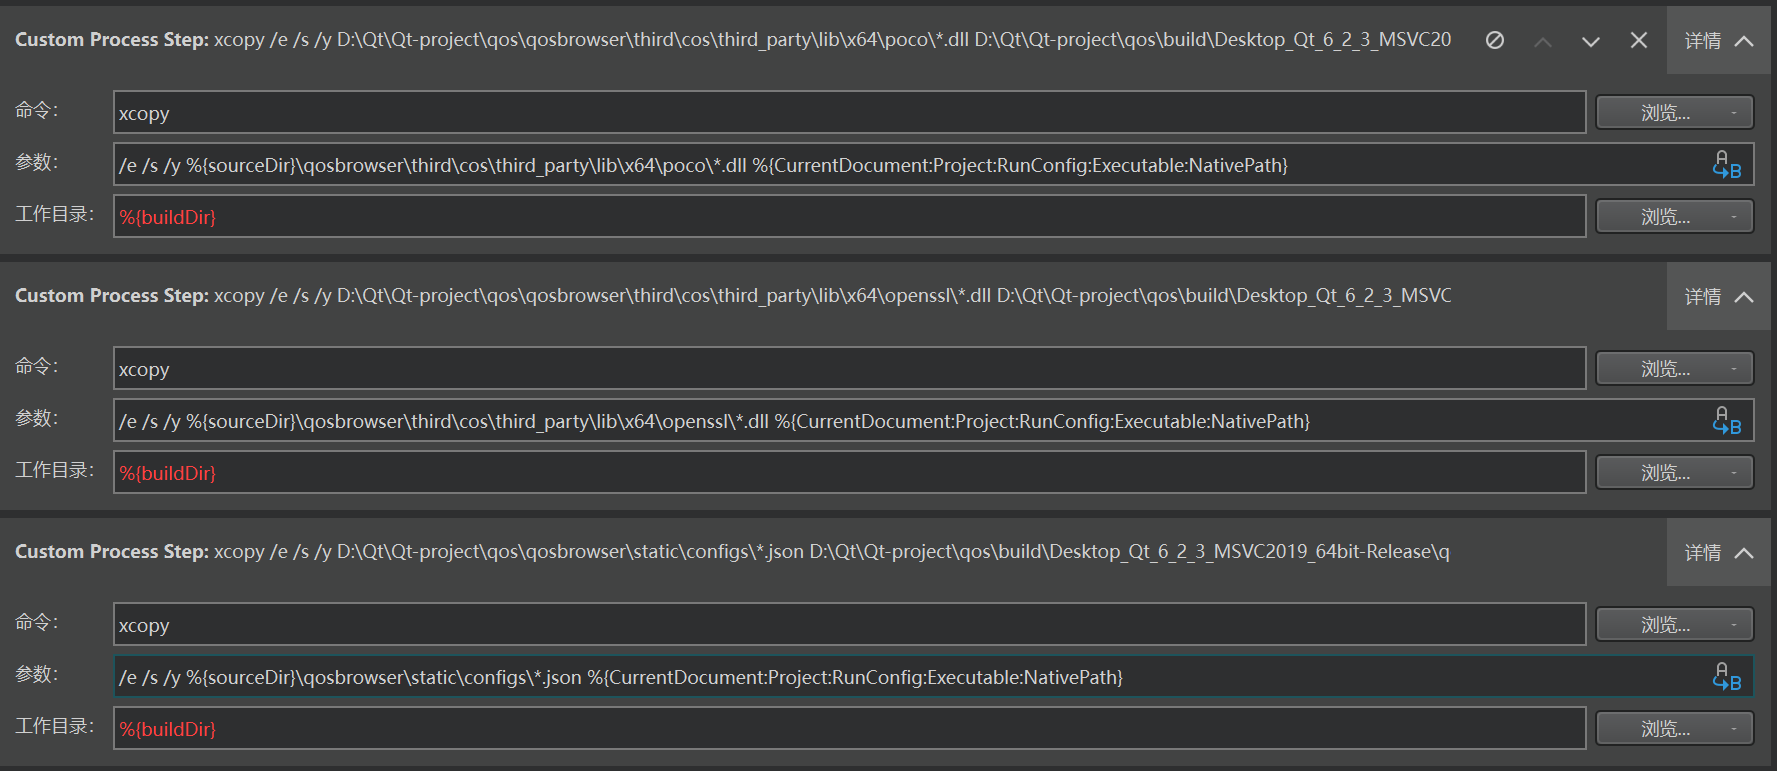 Custom Process Step: xcopy /e /s /y D:\Qt\Qt-project\qos\qosbrowser\third\cos\third_party\lib\x64\poco\*.dll D:\Qt\Qt-project\qos\build\Desktop_Qt_6_2_3_MSVC20 详情
命令: xcopy 浏览...
参数: /e /s /y %{sourceDir}\qosbrowser\third\cos\third_party\lib\x64\poco\*.dll %{CurrentDocument:Project:RunConfig:Executable:NativePath}
工作目录: %{buildDir} 浏览...
Custom Process Step: xcopy /e /s /y D:\Qt\Qt-project\qos\qosbrowser\third\cos\third_party\lib\x64\openssl\*.dll D:\Qt\Qt-project\qos\build\Desktop_Qt_6_2_3_MSVC 详情
命令: xcopy 浏览...
参数: /e /s /y %{sourceDir}\qosbrowser\third\cos\third_party\lib\x64\openssl\*.dll %{CurrentDocument:Project:RunConfig:Executable:NativePath}
工作目录: %{buildDir} 浏览...
Custom Process Step: xcopy /e /s /y D:\Qt\Qt-project\qos\qosbrowser\static\configs\*.json D:\Qt\Qt-project\qos\build\Desktop_Qt_6_2_3_MSVC2019_64bit-Release\q 详情
命令: xcopy 浏览...
参数: /e /s /y %{sourceDir}\qosbrowser\static\configs\*.json %{CurrentDocument:Project:RunConfig:Executable:NativePath}
工作目录: %{buildDir} 浏览...